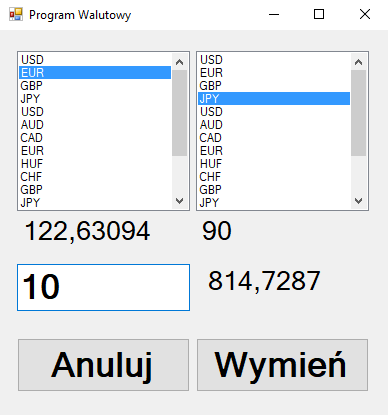 Program Walutowy
USD
EUR
GBP
JPY
USD
AUD
CAD
EUR
HUF
CHF
GBP
JPY
USD
EUR
GBP
JPY
USD
AUD
CAD
EUR
HUF
CHF
GBP
JPY
122,63094
90
10
814,7287
Anuluj
Wymień